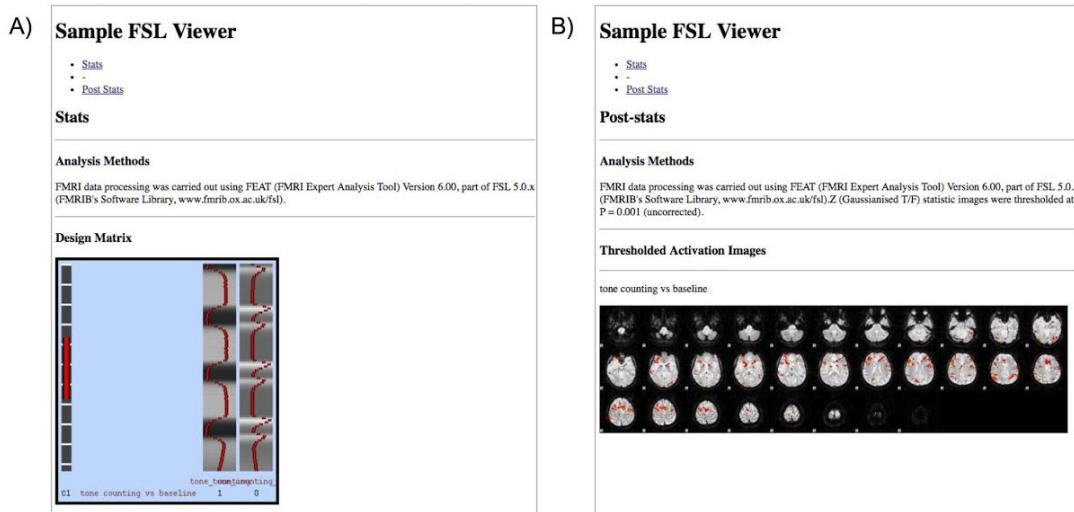 A)
Sample FSL Viewer
Stats
-
Post Stats
Stats
Analysis Methods
FMRI data processing was carried out using FEAT (FMRI Expert Analysis Tool) Version 6.00, part of FSL 5.0.x
(FMRIB's Software Library, www.fmrib.ox.ac.uk/fsl).
Design Matrix
C1 tone counting vs baseline 1 0
B)
Sample FSL Viewer
Stats
-
Post Stats
Post-stats
Analysis Methods
FMRI data processing was carried out using FEAT (FMRI Expert Analysis Tool) Version 6.00, part of FSL 5.0.
(FMRIB's Software Library, www.fmrib.ox.ac.uk/fsl).Z (Gaussianised T/F) statistic images were thresholded at
P = 0.001 (uncorrected).
Thresholded Activation Images
tone counting vs baseline